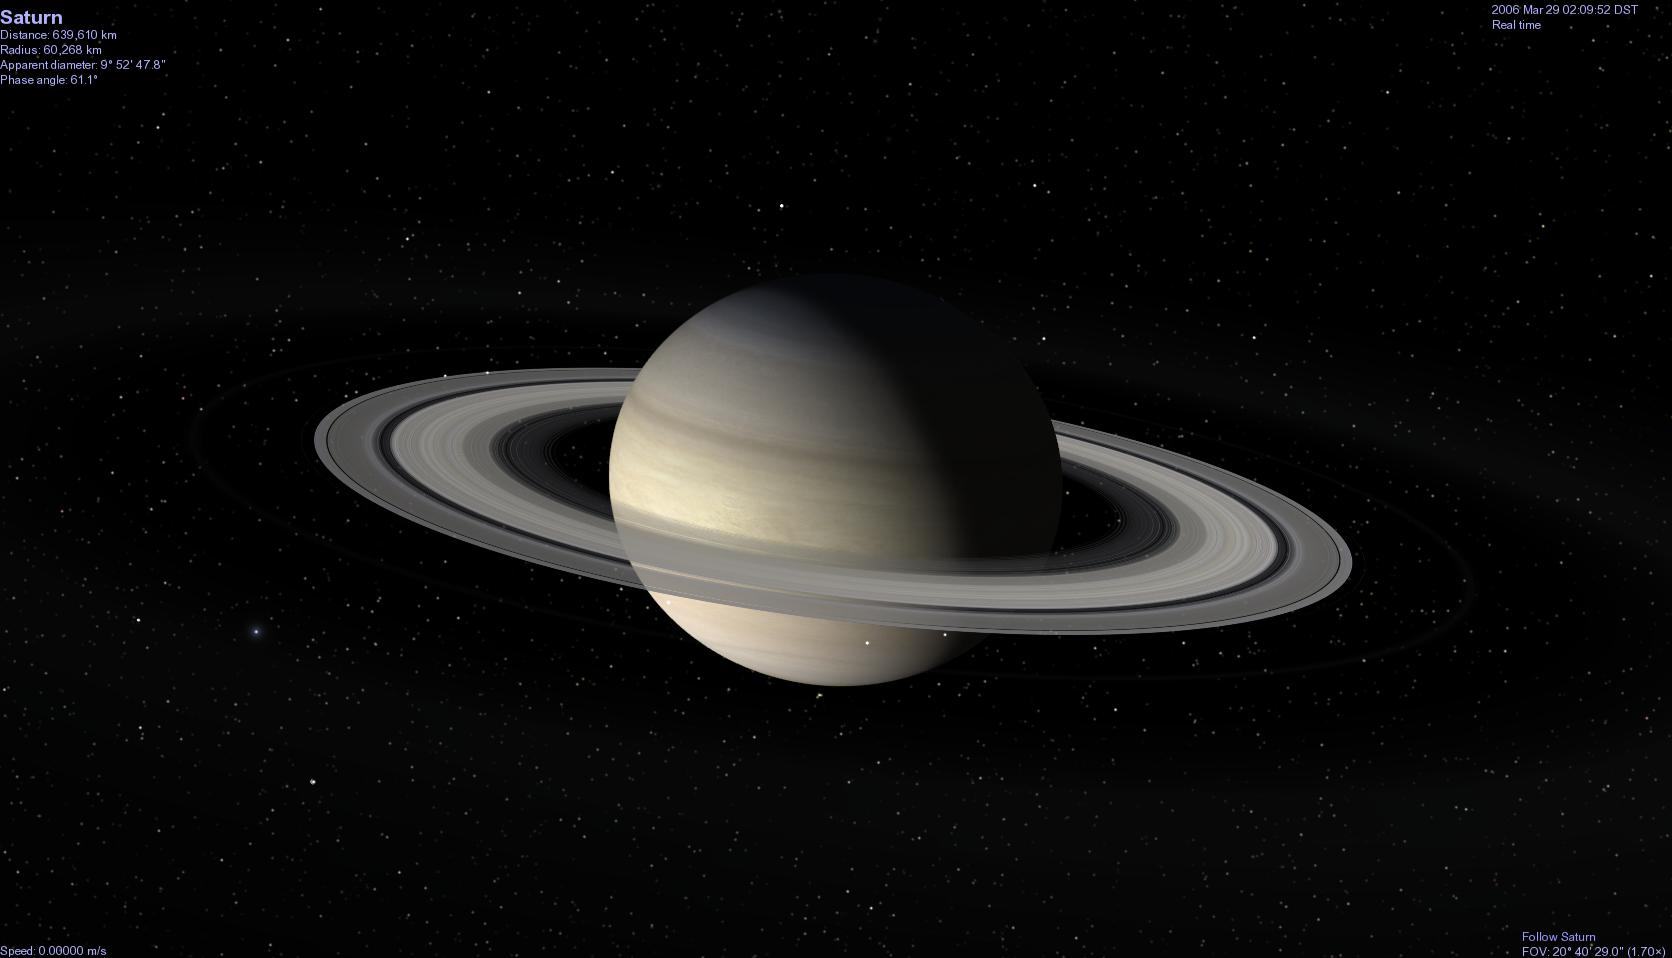 Saturn
Distance: 639,610 km
Radius: 60,268 km
Apparent diameter: 9° 52' 47.8"
Phase angle: 61.1°
2006 Mar 29 02:09:52 DST
Real time
Speed: 0.00000 m/s
Follow Saturn
FOV: 20° 40' 29.0" (1.70×)